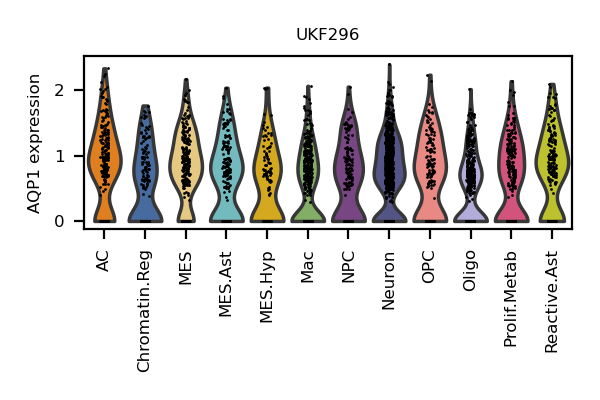 UKF296
AQP1 expression
2
1
0
AC
Chromatin.Reg
MES
MES.Ast
MES.Hyp
Mac
NPC
Neuron
OPC
Oligo
Prolif.Metab
Reactive.Ast